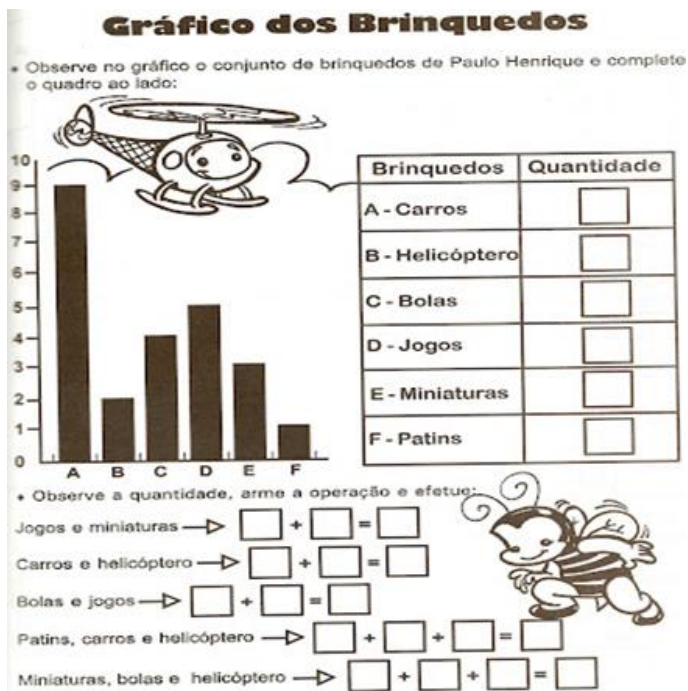 Gráfico dos Brinquedos
• Observe no gráfico o conjunto de brinquedos de Paulo Henrique e complete
o quadro ao lado:
10
9
8
7
6
5
4
3
2
1
0
A B C D E F
Brinquedos Quantidade
A - Carros
B - Helicóptero
C - Bolas
D - Jogos
E - Miniaturas
F - Patins
• Observe a quantidade, arme a operação e efetue:
Jogos e miniaturas + =
Carros e helicóptero + =
Bolas e jogos + =
Patins, carros e helicóptero + + =
Miniaturas, bolas e helicóptero + + =